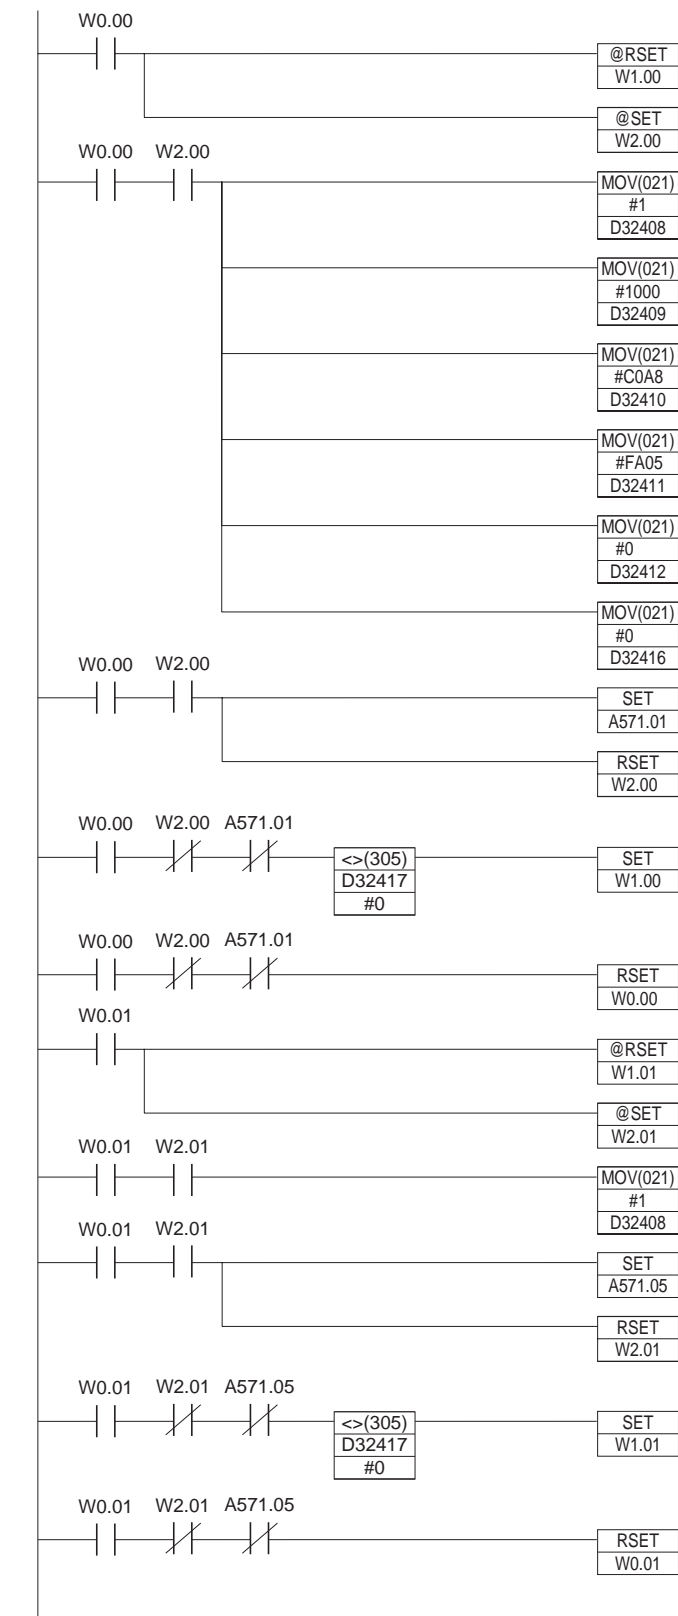 W0.00
@RSET
W1.00
@SET
W2.00
W0.00 W2.00
MOV(021)
#1
D32408
MOV(021)
#1000
D32409
MOV(021)
#C0A8
D32410
MOV(021)
#FA05
D32411
MOV(021)
#0
D32412
MOV(021)
#0
D32416
W0.00 W2.00
SET
A571.01
RSET
W2.00
W0.00 W2.00 A571.01
<>(305) SET
D32417 W1.00
#0
W0.00 W2.00 A571.01
RSET
W0.00
W0.01
@RSET
W1.01
@SET
W2.01
W0.01 W2.01
MOV(021)
#1
D32408
W0.01 W2.01
SET
A571.05
RSET
W2.01
W0.01 W2.01 A571.05
<>(305) SET
D32417 W1.01
#0
W0.01 W2.01 A571.05
RSET
W0.01